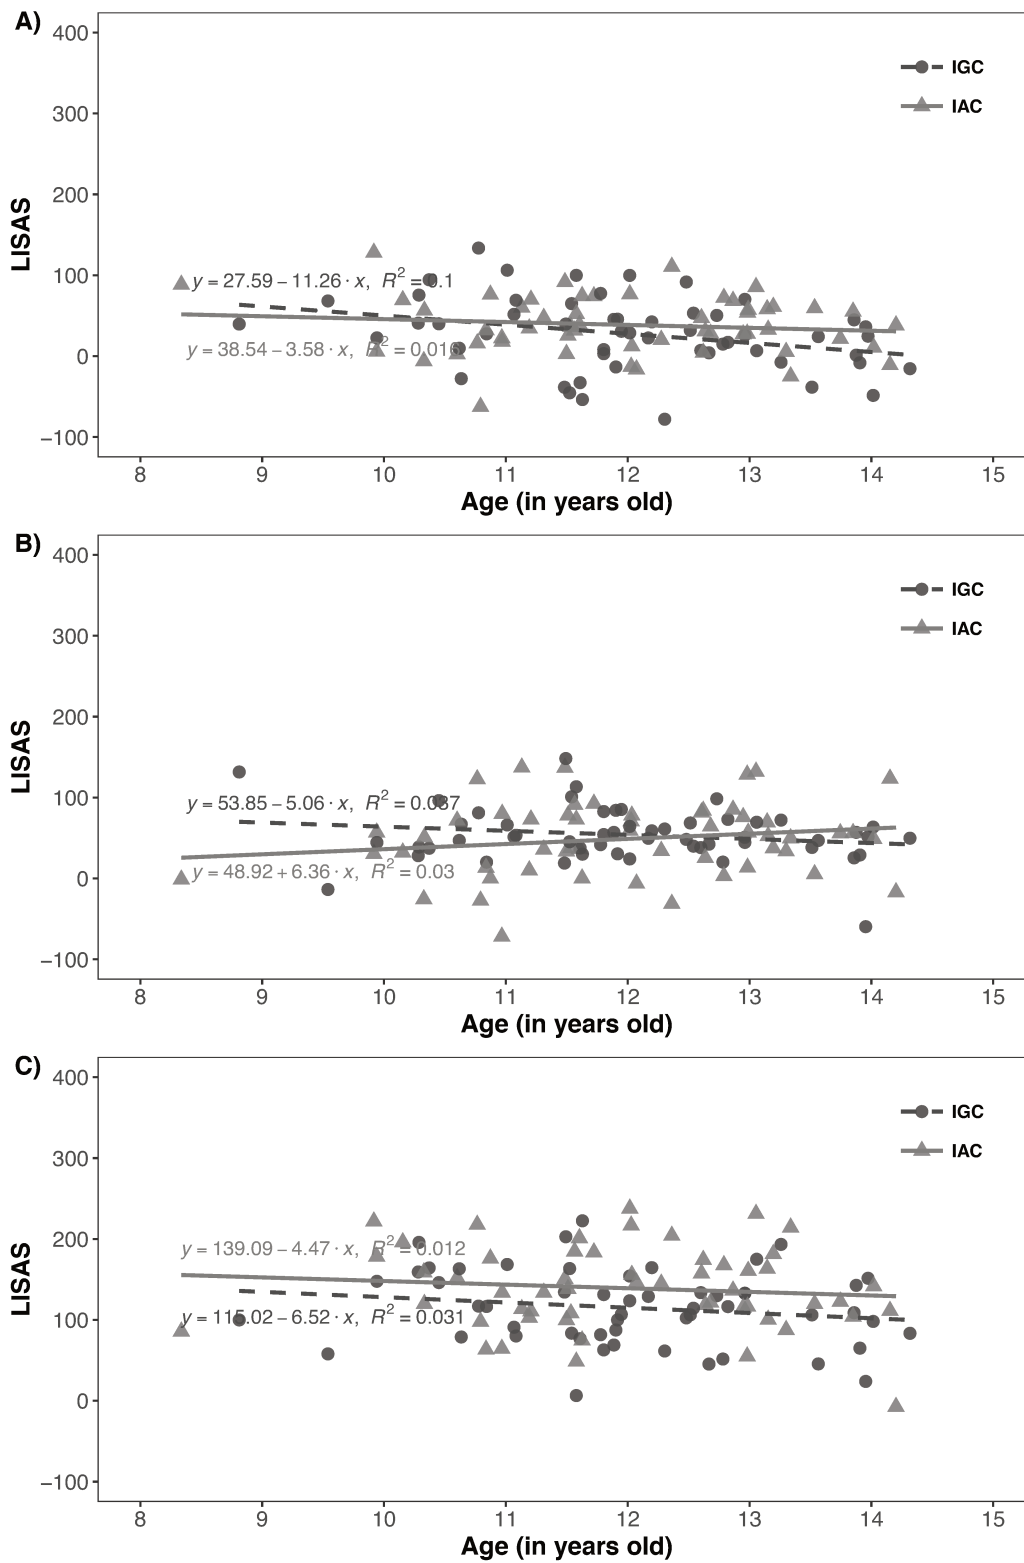 A)
400
300
200
100
0
−100
LISAS
IGC
IAC
y = 27.59 − 11.26 · x, R² = 0.1
y = 38.54 − 3.58 · x, R² = 0.016
8 9 10 11 12 13 14 15
Age (in years old)
B)
400
300
200
100
0
−100
LISAS
IGC
IAC
y = 53.85 − 5.06 · x, R² = 0.037
y = 48.92 + 6.36 · x, R² = 0.03
8 9 10 11 12 13 14 15
Age (in years old)
C)
400
300
200
100
0
−100
LISAS
IGC
IAC
y = 139.09 − 4.47 · x, R² = 0.012
y = 115.02 − 6.52 · x, R² = 0.031
8 9 10 11 12 13 14 15
Age (in years old)